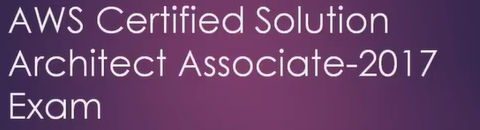 AWS Certified Solution
Architect Associate-2017
Exam